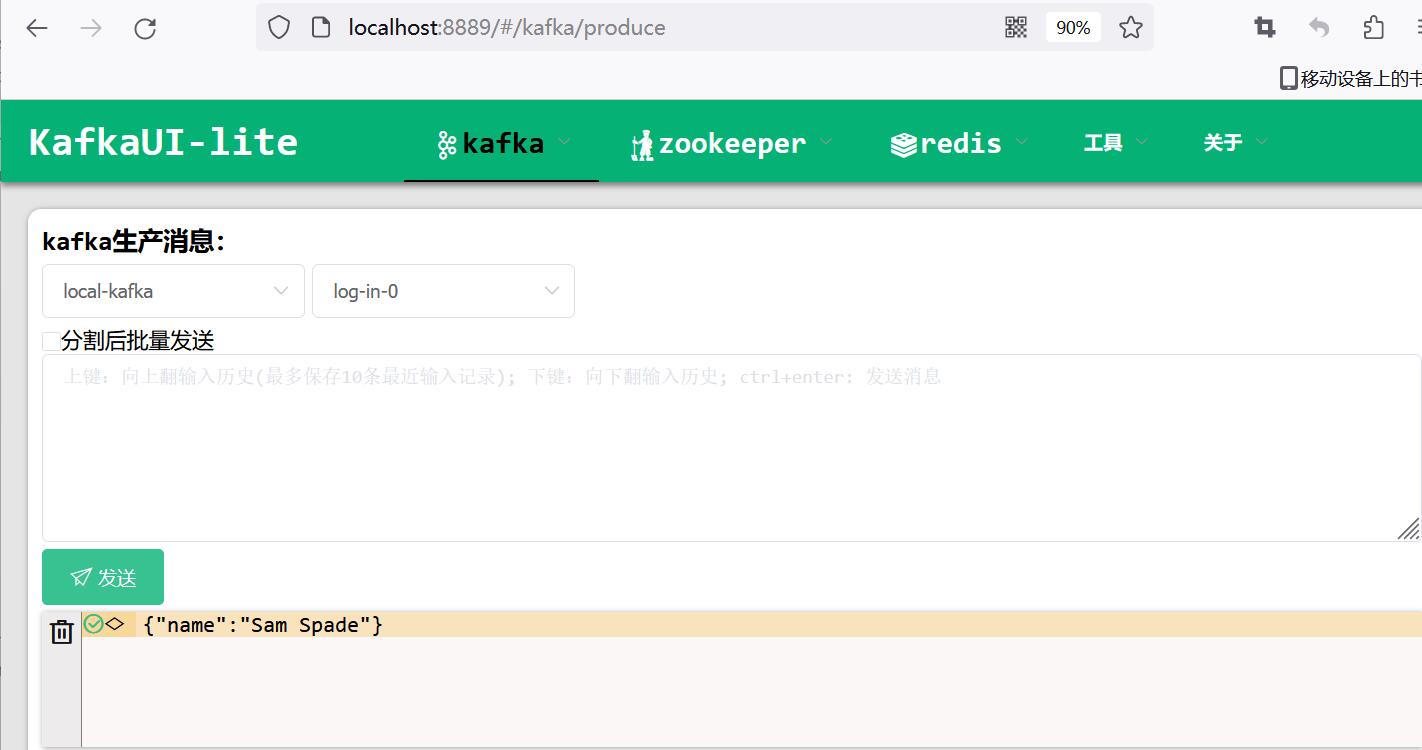 localhost:8889/#/kafka/produce 90%
移动设备上的书
KafkaUI-lite kafka zookeeper redis 工具 关于
kafka生产消息:
local-kafka log-in-0
分割后批量发送
上键: 向上翻输入历史(最多保存10条最近输入记录); 下键: 向下翻输入历史; ctrl+enter: 发送消息
发送
{"name":"Sam Spade"}